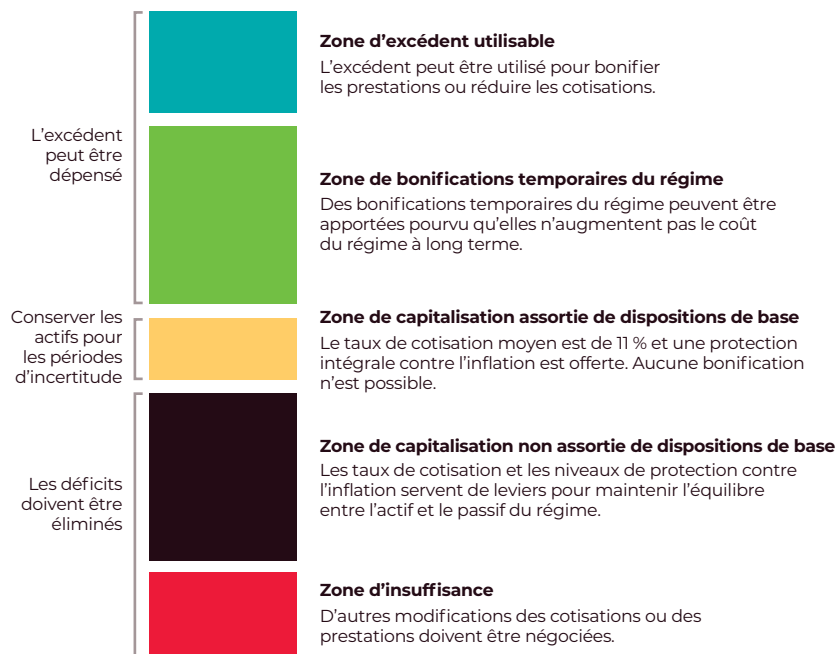 Zone d’excédent utilisable
L’excédent peut être utilisé pour bonifier
les prestations ou réduire les cotisations.
L’excédent
peut être
dépensé
Zone de bonifications temporaires du régime
Des bonifications temporaires du régime peuvent être
apportées pourvu qu’elles n’augmentent pas le coût
du régime à long terme.
Conserver les
actifs pour
les périodes
d’incertitude
Zone de capitalisation assortie de dispositions de base
Le taux de cotisation moyen est de 11 % et une protection
intégrale contre l’inflation est offerte. Aucune bonification
n’est possible.
Zone de capitalisation non assortie de dispositions de base
Les taux de cotisation et les niveaux de protection contre
l’inflation servent de leviers pour maintenir l’équilibre
entre l’actif et le passif du régime.
Les déficits
doivent être
éliminés
Zone d’insuffisance
D’autres modifications des cotisations ou des
prestations doivent être négociées.